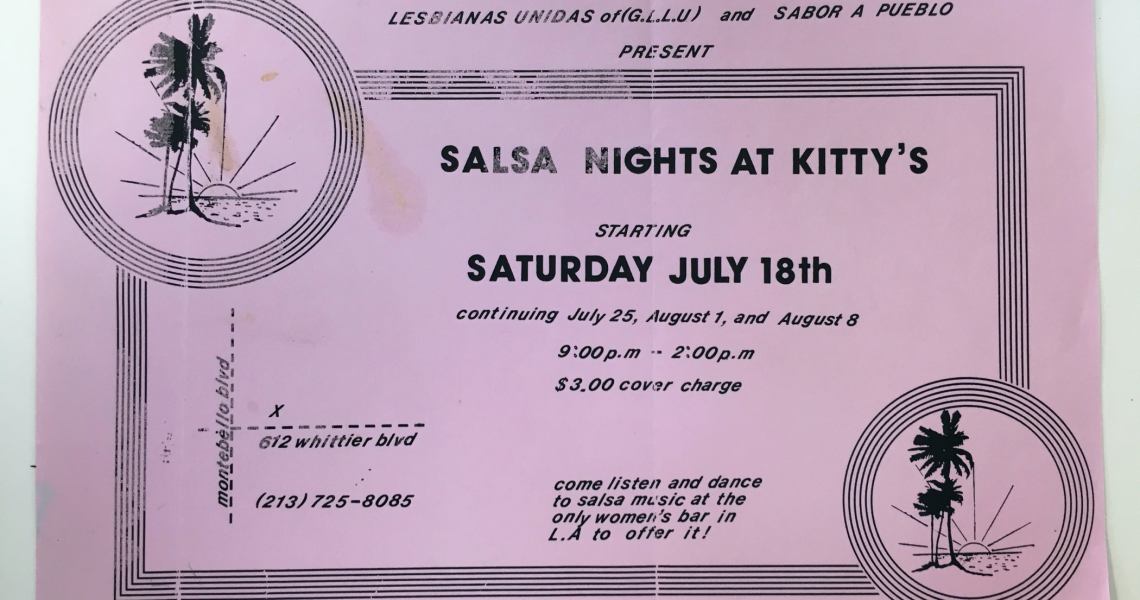 LESBIANAS UNIDAS of(G.L.L.U) and SABOR A PUEBLO
PRESENT
SALSA NIGHTS AT KITTY'S
STARTING
SATURDAY JULY 18th
continuing July 25, August 1, and August 8
9:00p.m -- 2:00p.m
$3.00 cover charge
montebello blvd
X
612 whittier blvd
(213) 725-8085
come listen and dance
to salsa music at the
only women's bar in
L.A to offer it!